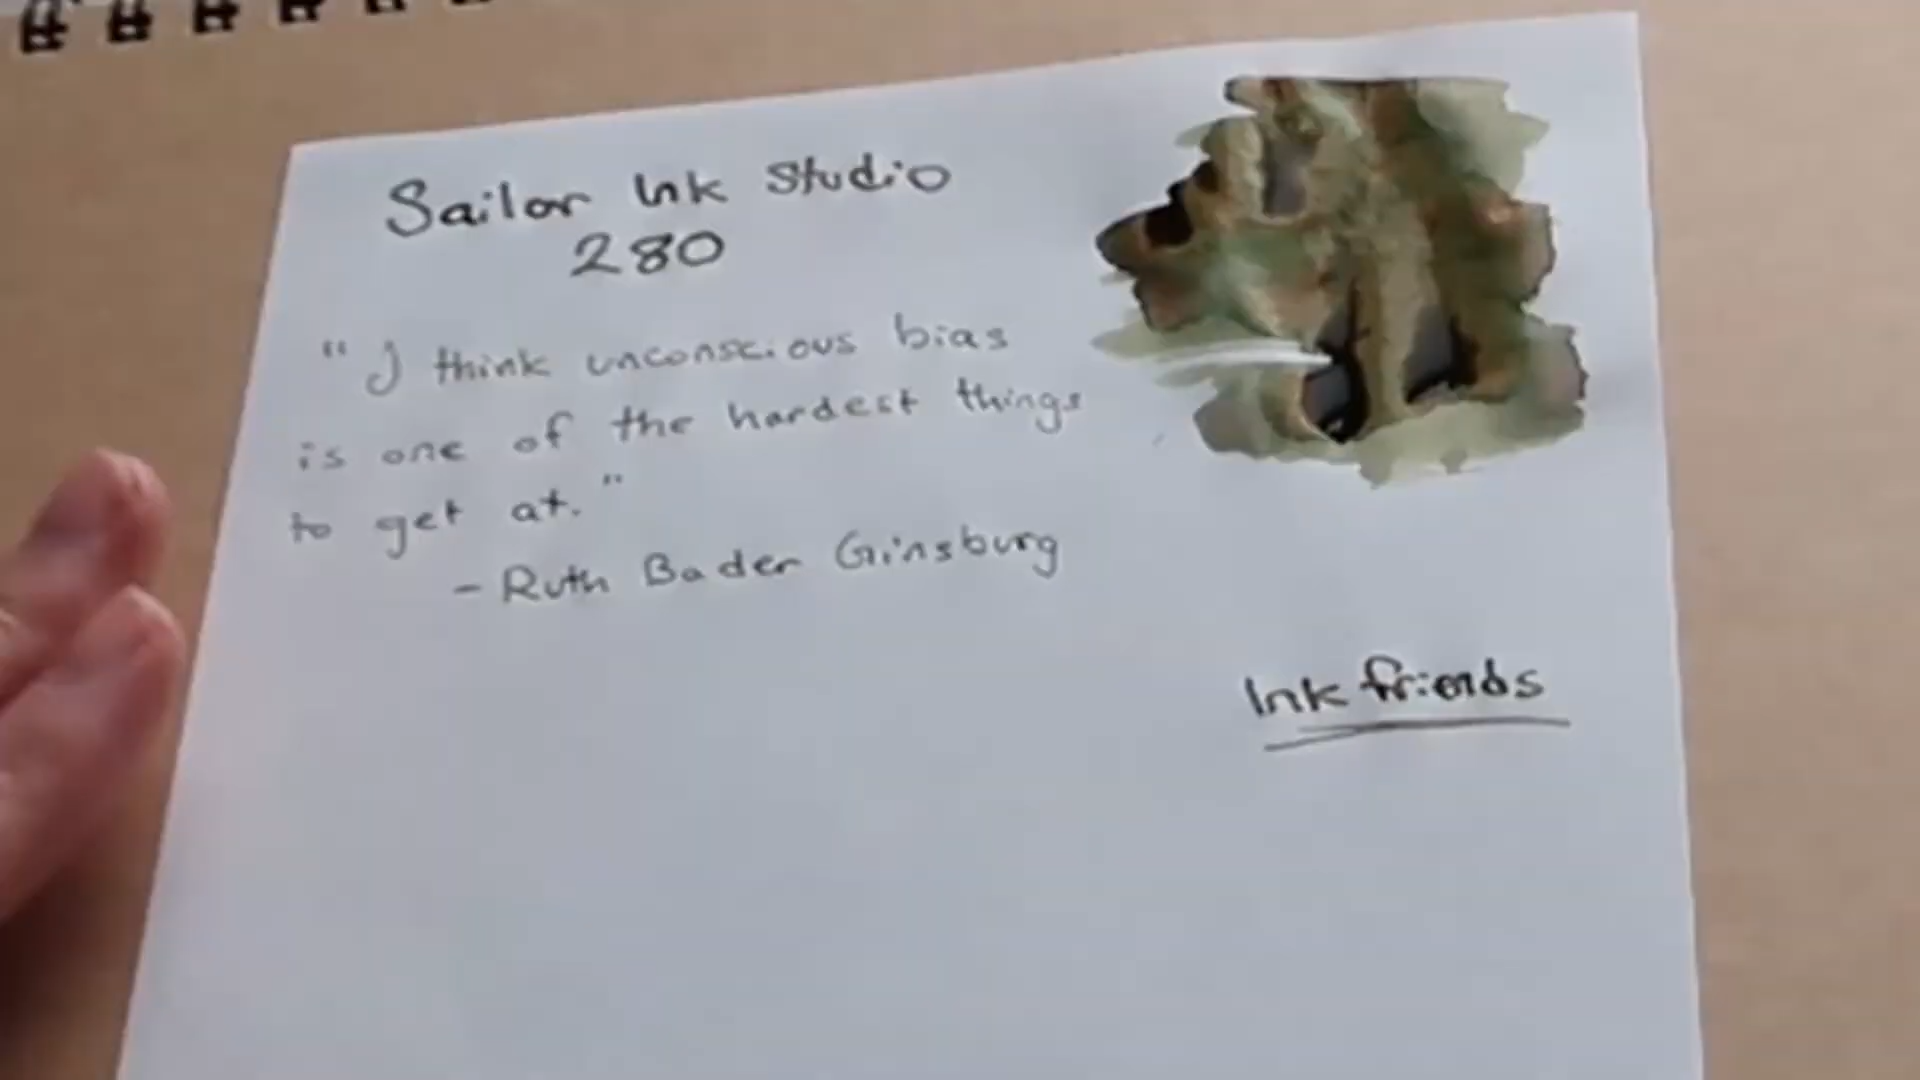 Sailor Ink Studio
280
"I think unconscious bias
is one of the hardest things
to get at."
- Ruth Bader Ginsburg
Ink friends